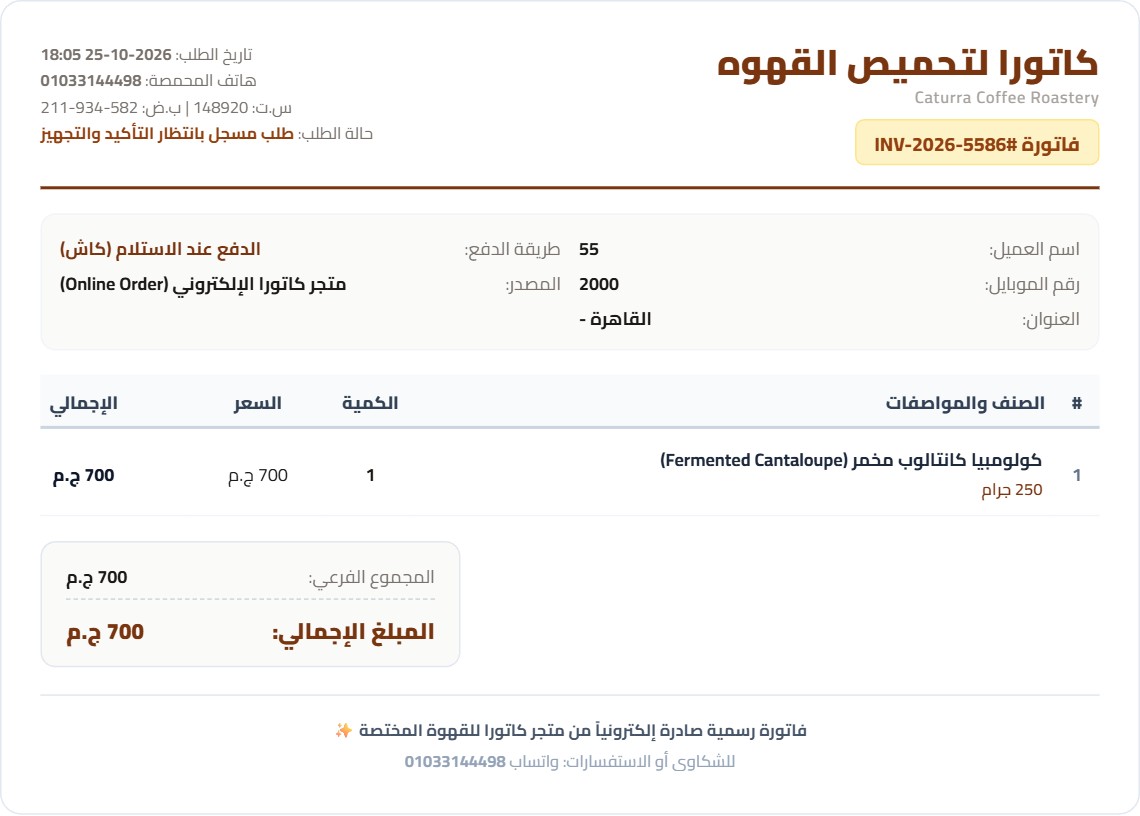 كاتورا لتحميص القهوه
Caturra Coffee Roastery
فاتورة #INV-2026-5586
تاريخ الطلب: 2026-10-25 18:05
هاتف المحمصة: 01033144498
س.ت: 148920 | ب.ض: 582-934-211
حالة الطلب: طلب مسجل بانتظار التأكيد والتجهيز
اسم العميل: 55 طريقة الدفع: الدفع عند الاستلام (كاش)
رقم الموبايل: 2000 المصدر: متجر كاتورا الإلكتروني (Online Order)
العنوان: القاهرة -
# الصنف والمواصفات الكمية السعر الإجمالي
1 كولومبيا كانتالوب مخمر (Fermented Cantaloupe) 1 700 ج.م 700 ج.م
250 جرام
المجموع الفرعي: 700 ج.م
المبلغ الإجمالي: 700 ج.م
فاتورة رسمية صادرة إلكترونياً من متجر كاتورا للقهوة المختصة ✨
للشكاوى أو الاستفسارات: واتساب 01033144498